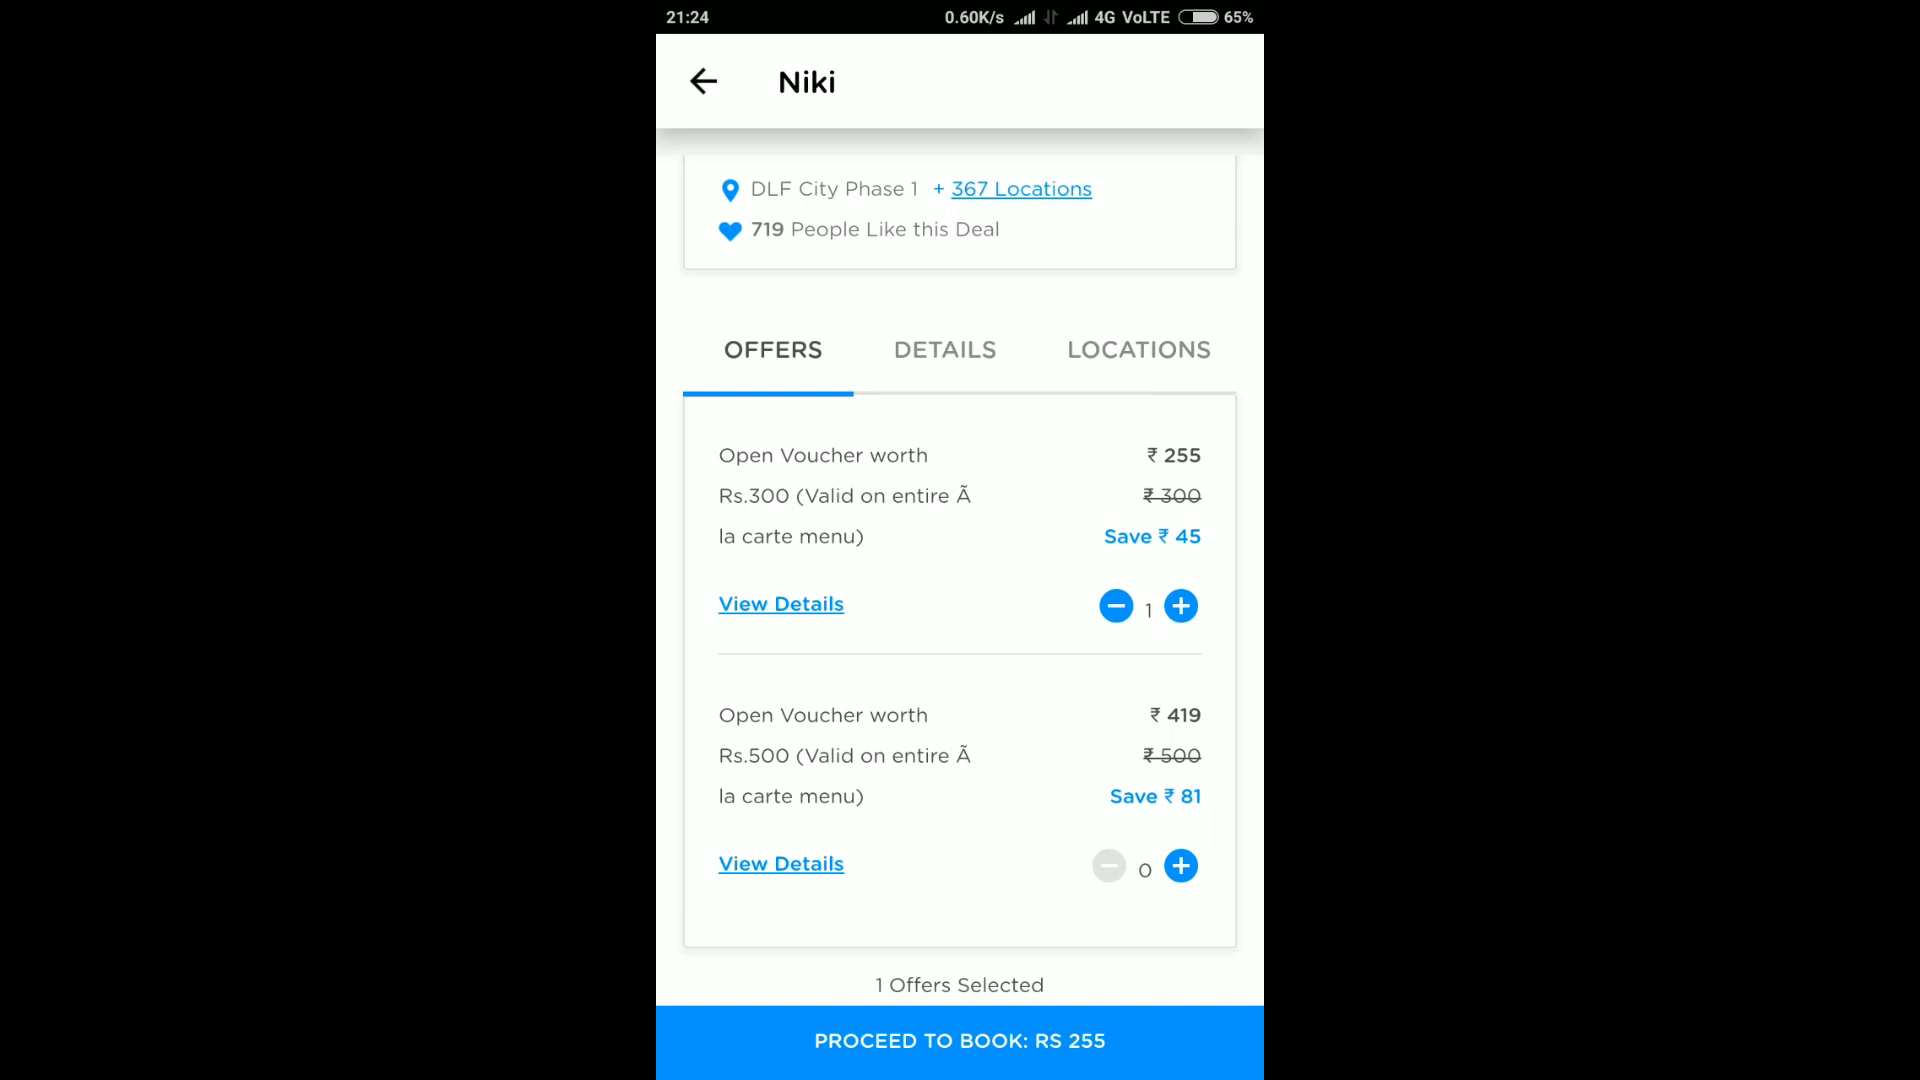 21:24 0.60K/s 4G VoLTE 65%
Niki
DLF City Phase 1 + 367 Locations
719 People Like this Deal
OFFERS DETAILS LOCATIONS
Open Voucher worth ₹ 255
Rs.300 (Valid on entire Ã ₹ 300
la carte menu) Save ₹ 45
View Details 1
Open Voucher worth ₹ 419
Rs.500 (Valid on entire Ã ₹ 500
la carte menu) Save ₹ 81
View Details 0
1 Offers Selected
PROCEED TO BOOK: RS 255